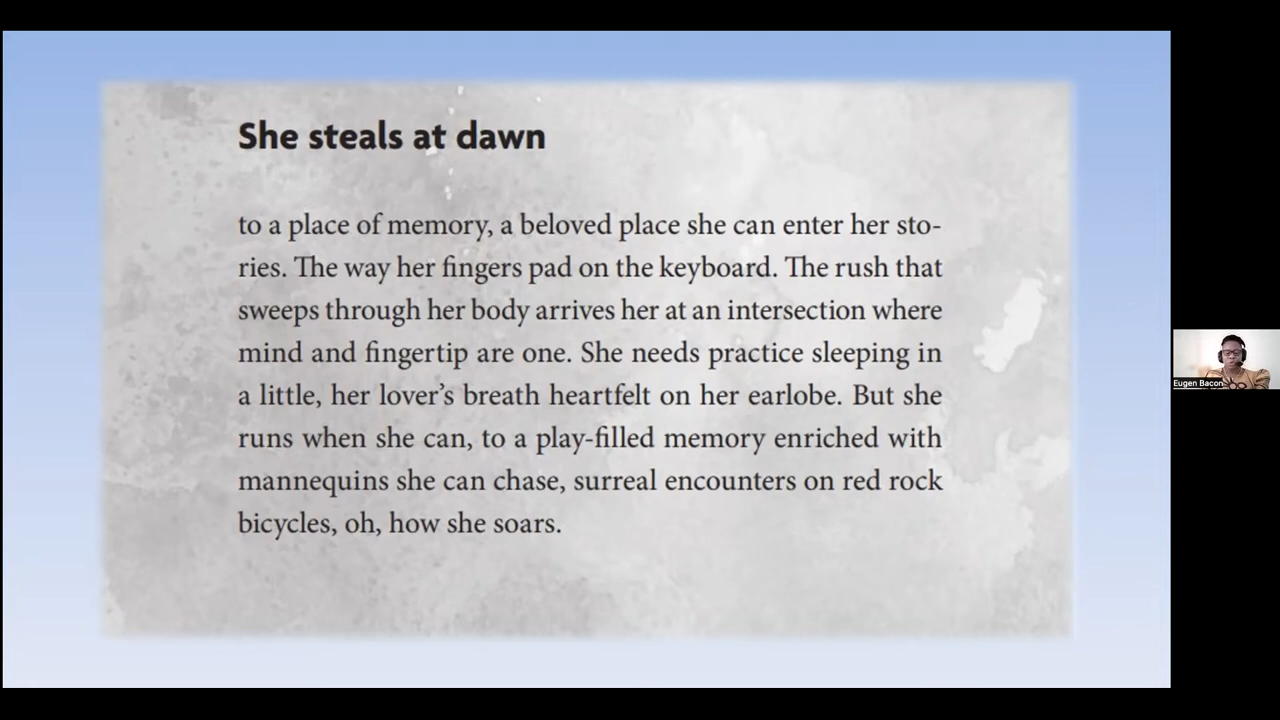 She steals at dawn
to a place of memory, a beloved place she can enter her sto-
ries. The way her fingers pad on the keyboard. The rush that
sweeps through her body arrives her at an intersection where
mind and fingertip are one. She needs practice sleeping in
a little, her lover’s breath heartfelt on her earlobe. But she
runs when she can, to a play-filled memory enriched with
mannequins she can chase, surreal encounters on red rock
bicycles, oh, how she soars.
Eugen Bacon